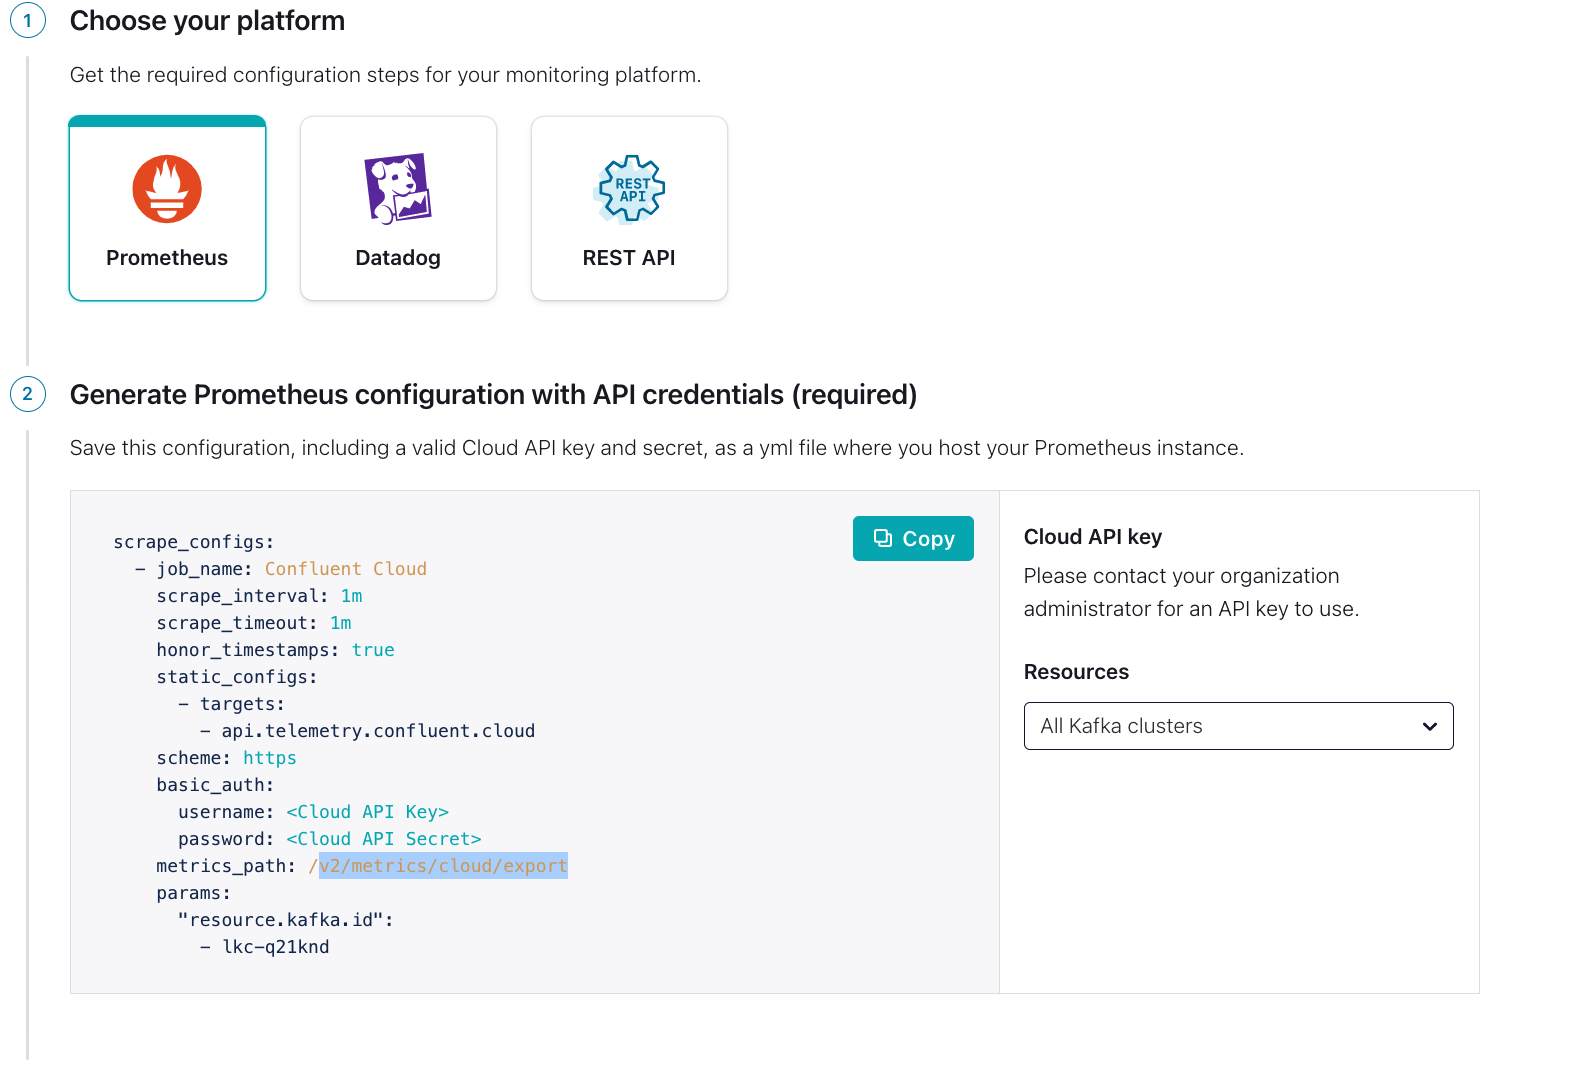 1
Choose your platform
Get the required configuration steps for your monitoring platform.
REST
API
Prometheus
Datadog
REST API
2
Generate Prometheus configuration with API credentials (required)
Save this configuration, including a valid Cloud API key and secret, as a yml file where you host your Prometheus instance.
Copy
scrape_configs:
- job_name: Confluent Cloud
scrape_interval: 1m
scrape_timeout: 1m
honor_timestamps: true
static_configs:
- targets:
- api.telemetry.confluent.cloud
scheme: https
basic_auth:
username: <Cloud API Key>
password: <Cloud API Secret>
metrics_path: /v2/metrics/cloud/export
params:
"resource.kafka.id":
- lkc-q21knd
Cloud API key
Please contact your organization
administrator for an API key to use.
Resources
All Kafka clusters